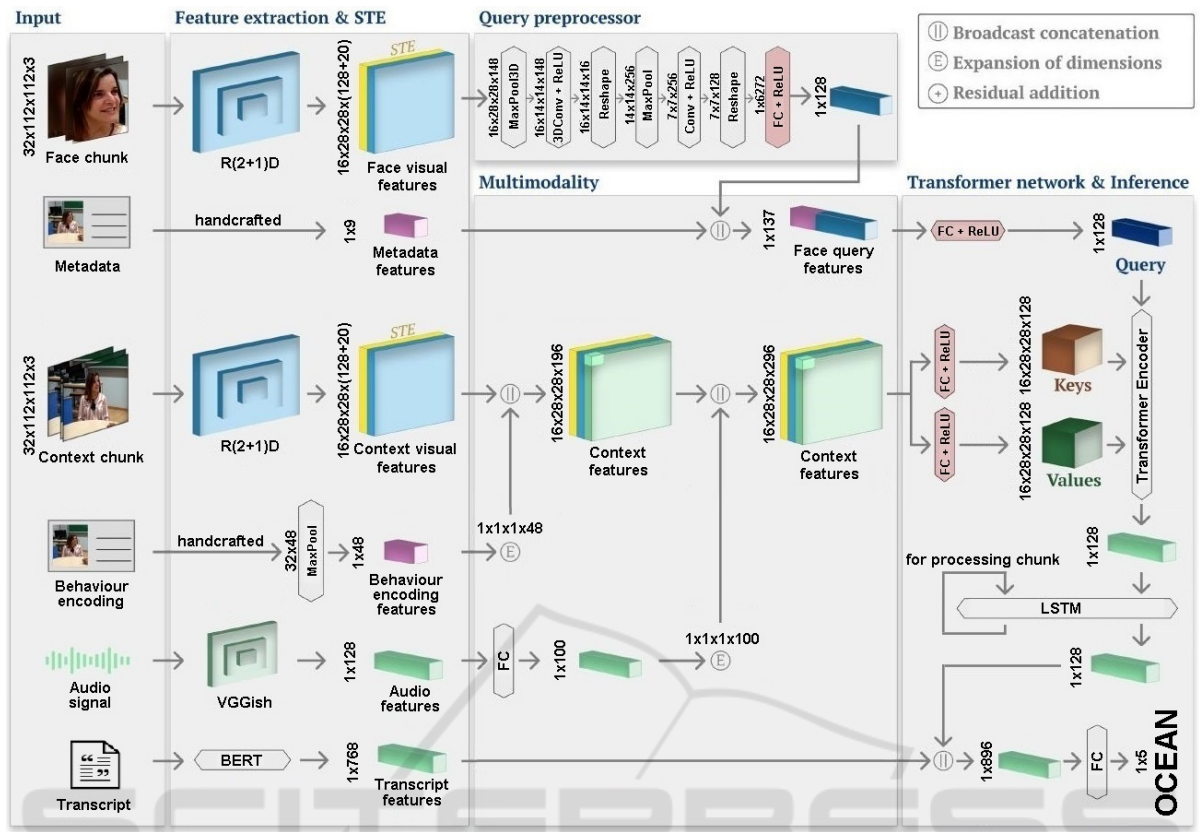 Input
Feature extraction & STE
Query preprocessor
|| Broadcast concatenation
E Expansion of dimensions
+ Residual addition
32x112x112x3
Face chunk
R(2+1)D
16x28x28x(128+20)
STE
Face visual
features
16x28x28x148
MaxPool3D
16x14x14x148
3DConv + ReLU
16x14x14x16
Reshape
14x14x256
MaxPool
7x7x256
Conv + ReLU
7x7x128
Reshape
1x6272
FC + ReLU
1x128
Multimodality
Transformer network & Inference
Metadata
handcrafted
1x9
Metadata
features
||
1x137
Face query
features
FC + ReLU
1x128
Query
32x112x112x3
Context chunk
R(2+1)D
16x28x28x(128+20)
STE
Context visual
features
||
16x28x28x196
Context
features
||
16x28x28x296
Context
features
FC + ReLU
16x28x28x128
Keys
FC + ReLU
16x28x28x128
Values
Transformer Encoder
Behaviour
encoding
handcrafted
32x48
MaxPool
1x48
Behaviour
encoding
features
1x1x1x48
E
1x128
for processing chunk
LSTM
1x128
Audio
signal
VGGish
1x128
Audio
features
FC
1x100
1x1x1x100
E
Transcript
BERT
1x768
Transcript
features
||
1x896
FC
1x5
OCEAN
SCITEPRESS